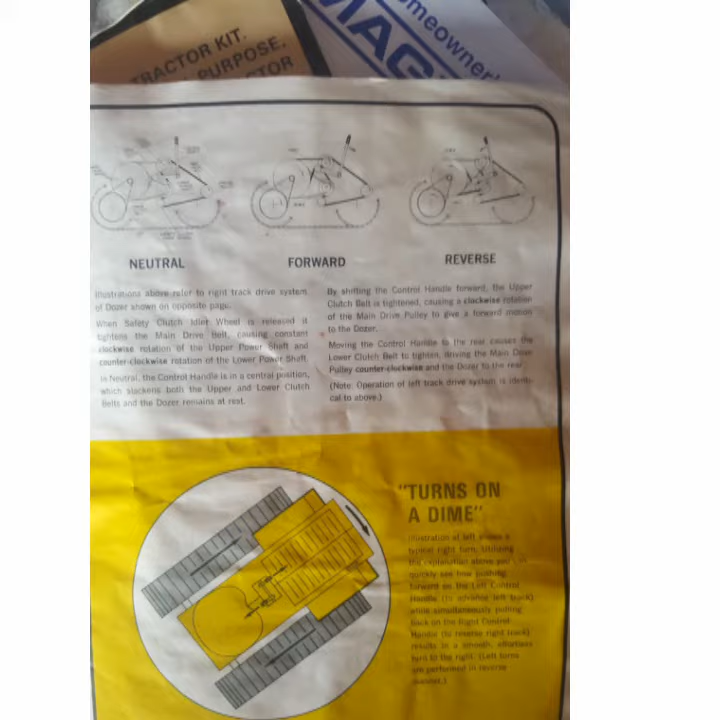 TRACTOR KIT.
PURPOSE.
TOR
homeowner'
MAG
NEUTRAL
FORWARD
REVERSE
Illustrations above refer to right track drive system
of Dozer shown on opposite page.
When Safety Clutch Idler Wheel is released it
tightens the Main Drive Belt, causing constant
clockwise rotation of the Upper Power Shaft and
counter-clockwise rotation of the Lower Power Shaft.
In Neutral, the Control Handle is in a central position,
which slackens both the Upper and Lower Clutch
Belts and the Dozer remains at rest.
By shifting the Control Handle forward, the Upper
Clutch Belt is tightened, causing a clockwise rotation
of the Main Drive Pulley to give a forward motion
to the Dozer.
Moving the Control Handle to the rear causes the
Lower Clutch Belt to tighten, driving the Main Drive
Pulley counter-clockwise and the Dozer to the rear.
(Note: Operation of left track drive system is identi-
cal to above.)
"TURNS ON
A DIME"
Illustration at left shows a
typical right turn. Utilizing
the explanation above you can
quickly see how pushing
forward on the Left Control
Handle (to advance left track)
while simultaneously pulling
back on the Right Control
Handle (to reverse right track)
results in a smooth, effortless
turn to the right. (Left turns
are performed in reverse